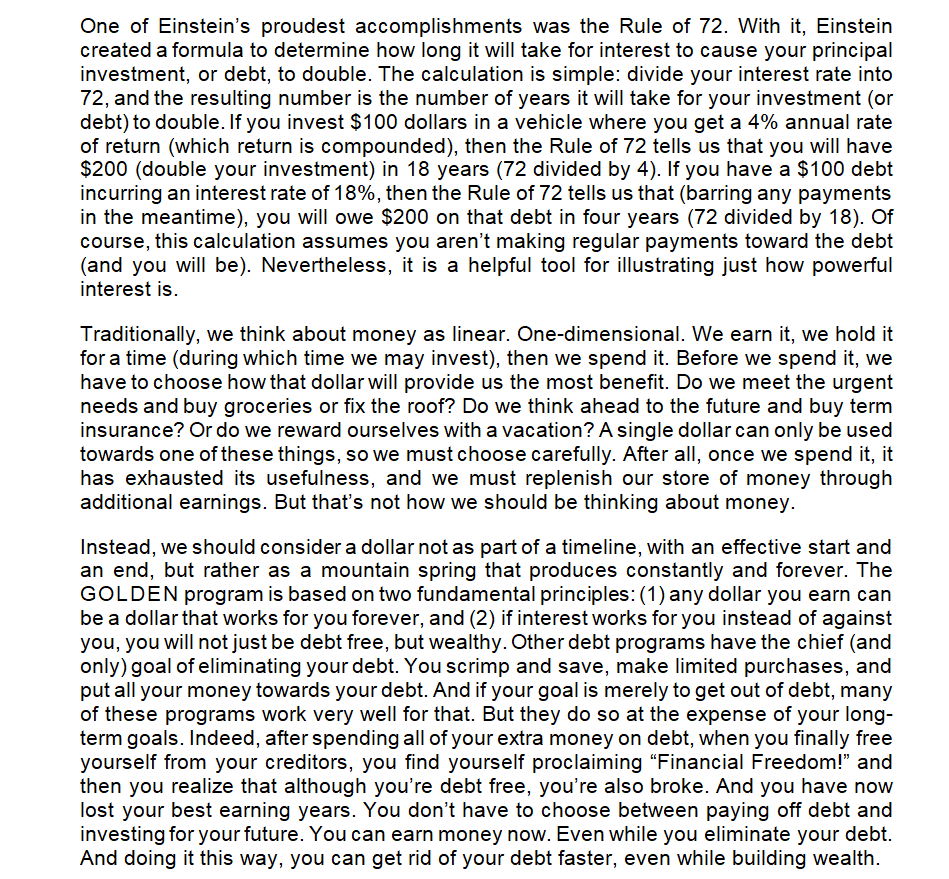 One of Einstein’s proudest accomplishments was the Rule of 72. With it, Einstein
created a formula to determine how long it will take for interest to cause your principal
investment, or debt, to double. The calculation is simple: divide your interest rate into
72, and the resulting number is the number of years it will take for your investment (or
debt) to double. If you invest $100 dollars in a vehicle where you get a 4% annual rate
of return (which return is compounded), then the Rule of 72 tells us that you will have
$200 (double your investment) in 18 years (72 divided by 4). If you have a $100 debt
incurring an interest rate of 18%, then the Rule of 72 tells us that (barring any payments
in the meantime), you will owe $200 on that debt in four years (72 divided by 18). Of
course, this calculation assumes you aren’t making regular payments toward the debt
(and you will be). Nevertheless, it is a helpful tool for illustrating just how powerful
interest is.
Traditionally, we think about money as linear. One-dimensional. We earn it, we hold it
for a time (during which time we may invest), then we spend it. Before we spend it, we
have to choose how that dollar will provide us the most benefit. Do we meet the urgent
needs and buy groceries or fix the roof? Do we think ahead to the future and buy term
insurance? Or do we reward ourselves with a vacation? A single dollar can only be used
towards one of these things, so we must choose carefully. After all, once we spend it, it
has exhausted its usefulness, and we must replenish our store of money through
additional earnings. But that’s not how we should be thinking about money.
Instead, we should consider a dollar not as part of a timeline, with an effective start and
an end, but rather as a mountain spring that produces constantly and forever. The
GOLDEN program is based on two fundamental principles: (1) any dollar you earn can
be a dollar that works for you forever, and (2) if interest works for you instead of against
you, you will not just be debt free, but wealthy. Other debt programs have the chief (and
only) goal of eliminating your debt. You scrimp and save, make limited purchases, and
put all your money towards your debt. And if your goal is merely to get out of debt, many
of these programs work very well for that. But they do so at the expense of your long-
term goals. Indeed, after spending all of your extra money on debt, when you finally free
yourself from your creditors, you find yourself proclaiming “Financial Freedom!” and
then you realize that although you’re debt free, you’re also broke. And you have now
lost your best earning years. You don’t have to choose between paying off debt and
investing for your future. You can earn money now. Even while you eliminate your debt.
And doing it this way, you can get rid of your debt faster, even while building wealth.